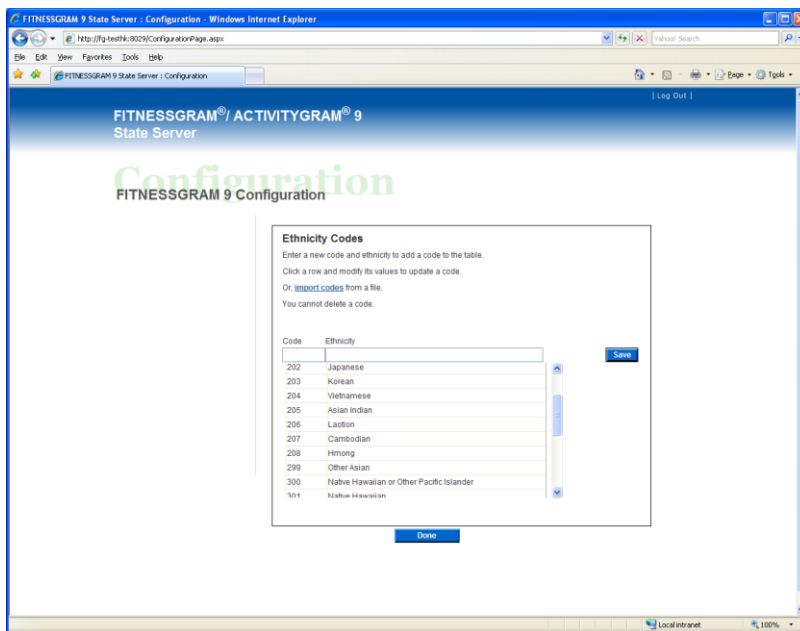 FITNESSGRAM 9 State Server : Configuration - Windows Internet Explorer
http://fg-testhk:8029/ConfigurationPage.aspx
Yahoo! Search
File Edit View Favorites Tools Help
FITNESSGRAM 9 State Server : Configuration
Page Tools
| Log Out |
FITNESSGRAM®/ ACTIVITYGRAM® 9
State Server
Configuration
FITNESSGRAM 9 Configuration
Ethnicity Codes
Enter a new code and ethnicity to add a code to the table.
Click a row and modify its values to update a code.
Or, import codes from a file.
You cannot delete a code.
Code Ethnicity
Save
202 Japanese
203 Korean
204 Vietnamese
205 Asian Indian
206 Laotion
207 Cambodian
208 Hmong
299 Other Asian
300 Native Hawaiian or Other Pacific Islander
301 Native Hawaiian
Done
Local intranet
100%